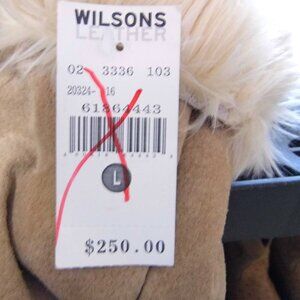 WILSONS
LEATHER
02 3336 103
20324- 16
61864443
L
$250.00